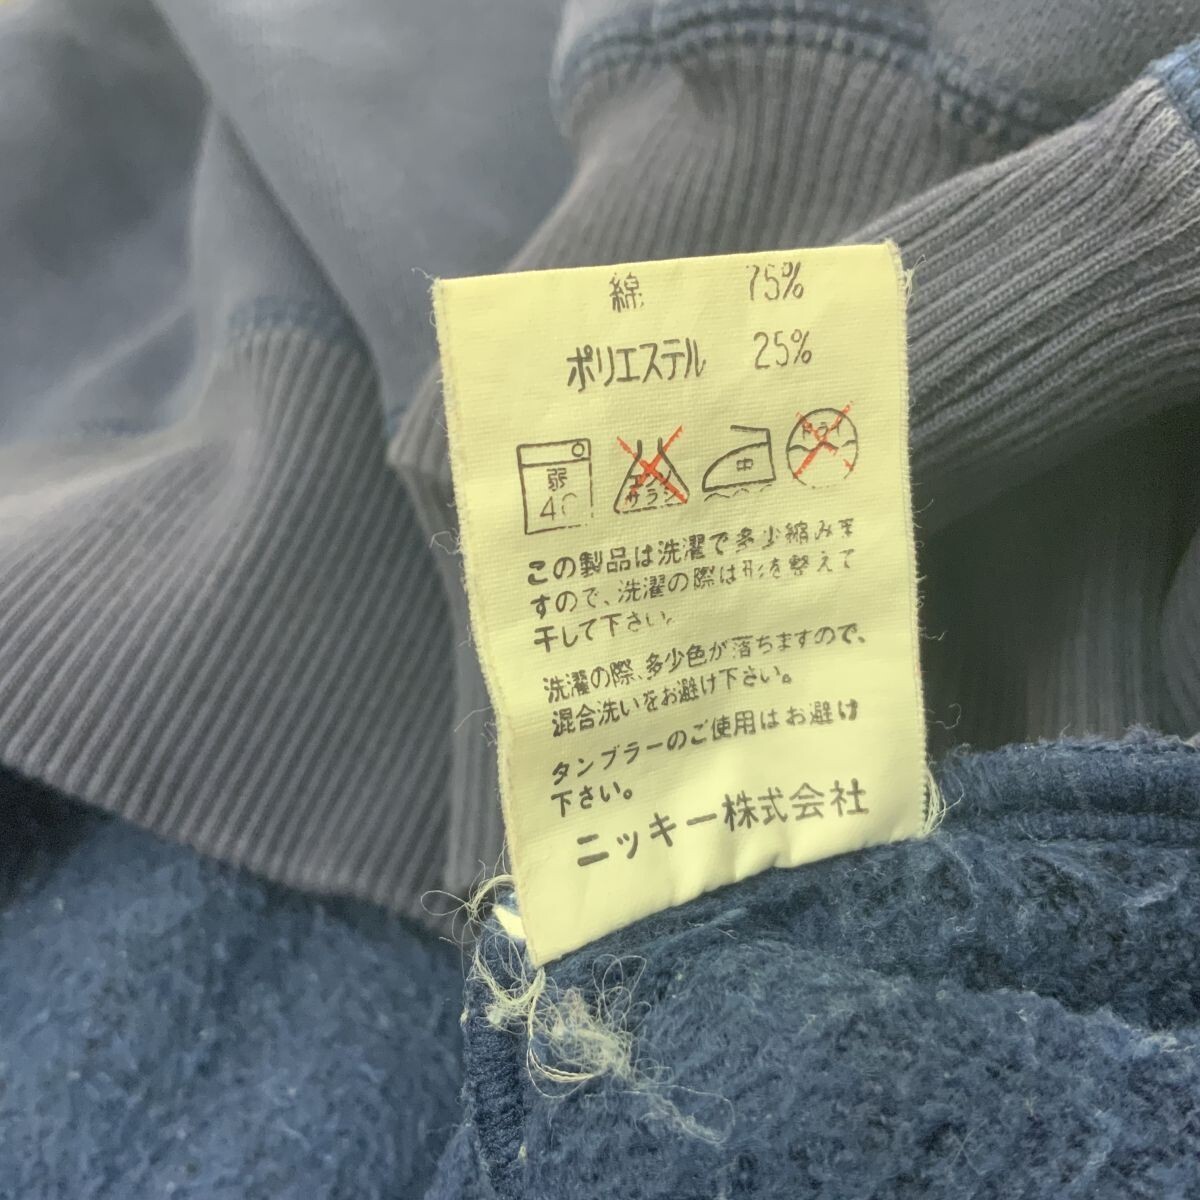 綿 75%
ポリエステル 25%
弱 40 エンソ サラシ 中 ドライ
この製品は洗濯で多少縮みま
すので、洗濯の際は形を整えて
干して下さい。
洗濯の際、多少色が落ちますので、
混合洗いをお避け下さい。
タンブラーのご使用はお避け
下さい。
ニッキー株式会社